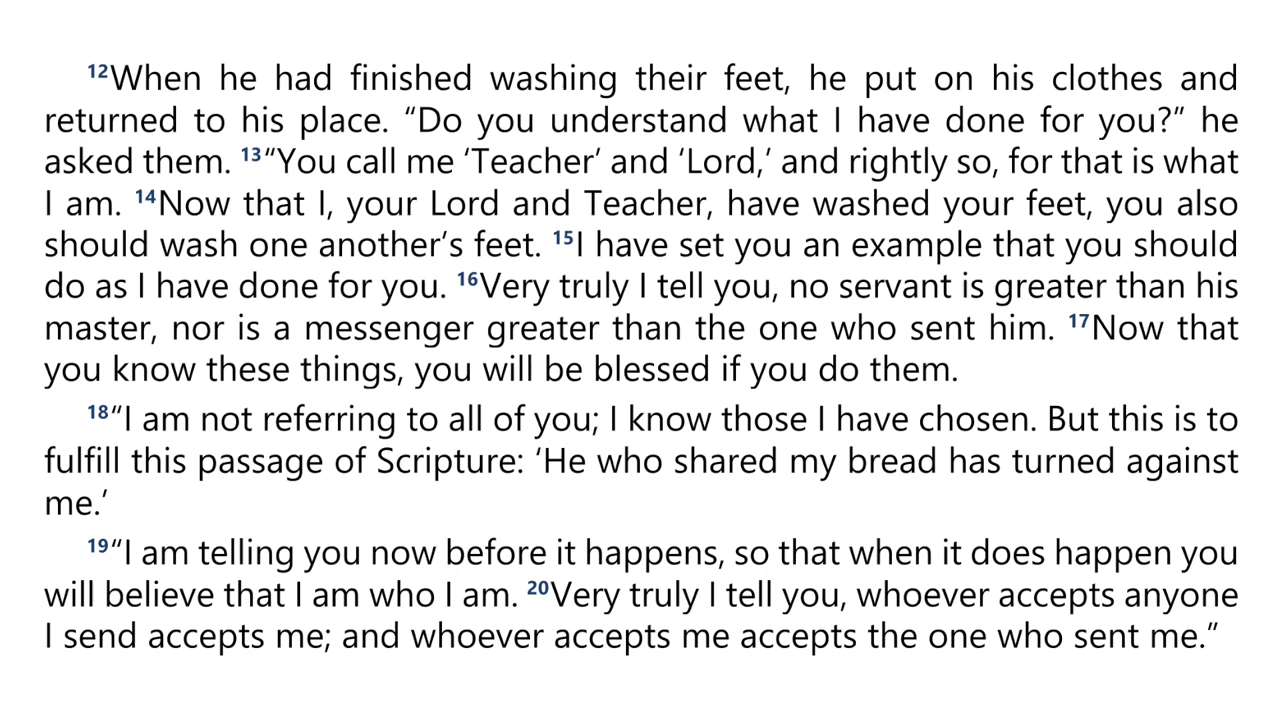 12When he had finished washing their feet, he put on his clothes and
returned to his place. “Do you understand what I have done for you?” he
asked them. 13“You call me ‘Teacher’ and ‘Lord,’ and rightly so, for that is what
I am. 14Now that I, your Lord and Teacher, have washed your feet, you also
should wash one another’s feet. 15I have set you an example that you should
do as I have done for you. 16Very truly I tell you, no servant is greater than his
master, nor is a messenger greater than the one who sent him. 17Now that
you know these things, you will be blessed if you do them.
18“I am not referring to all of you; I know those I have chosen. But this is to
fulfill this passage of Scripture: ‘He who shared my bread has turned against
me.’
19“I am telling you now before it happens, so that when it does happen you
will believe that I am who I am. 20Very truly I tell you, whoever accepts anyone
I send accepts me; and whoever accepts me accepts the one who sent me.”